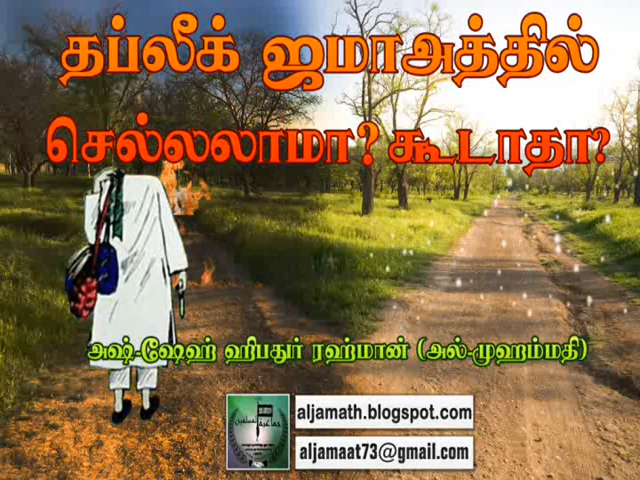 தப்லீக் ஜமாஅத்தில்
செல்லலாமா? கூடாதா?
அஷ்-ஷேஹ் ஹிபதுர் ரஹ்மான் (அல்-முஹம்மதி)
aljamath.blogspot.com
aljamaat73@gmail.com